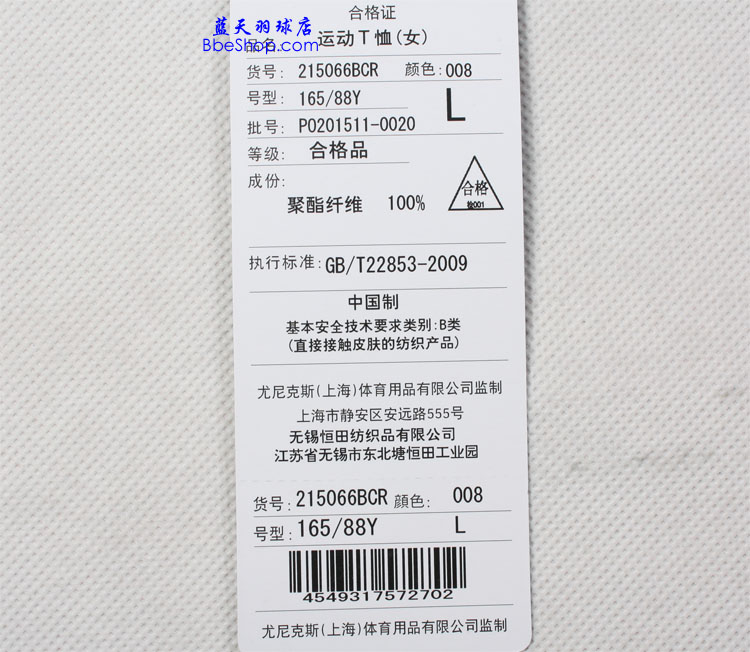 合格证
蓝天羽球店
BbeShop.com
品名: 运动T恤(女)
货号: 215066BCR 颜色: 008
号型: 165/88Y L
批号: P0201511-0020
等级: 合格品
成份:
聚酯纤维 100%
合格
检001
执行标准: GB/T22853-2009
中国制
基本安全技术要求类别:B类
(直接接触皮肤的纺织产品)
尤尼克斯(上海)体育用品有限公司监制
上海市静安区安远路555号
无锡恒田纺织品有限公司
江苏省无锡市东北塘恒田工业园
货号: 215066BCR 顔色: 008
号型: 165/88Y L
4549317572702
尤尼克斯(上海)体育用品有限公司监制